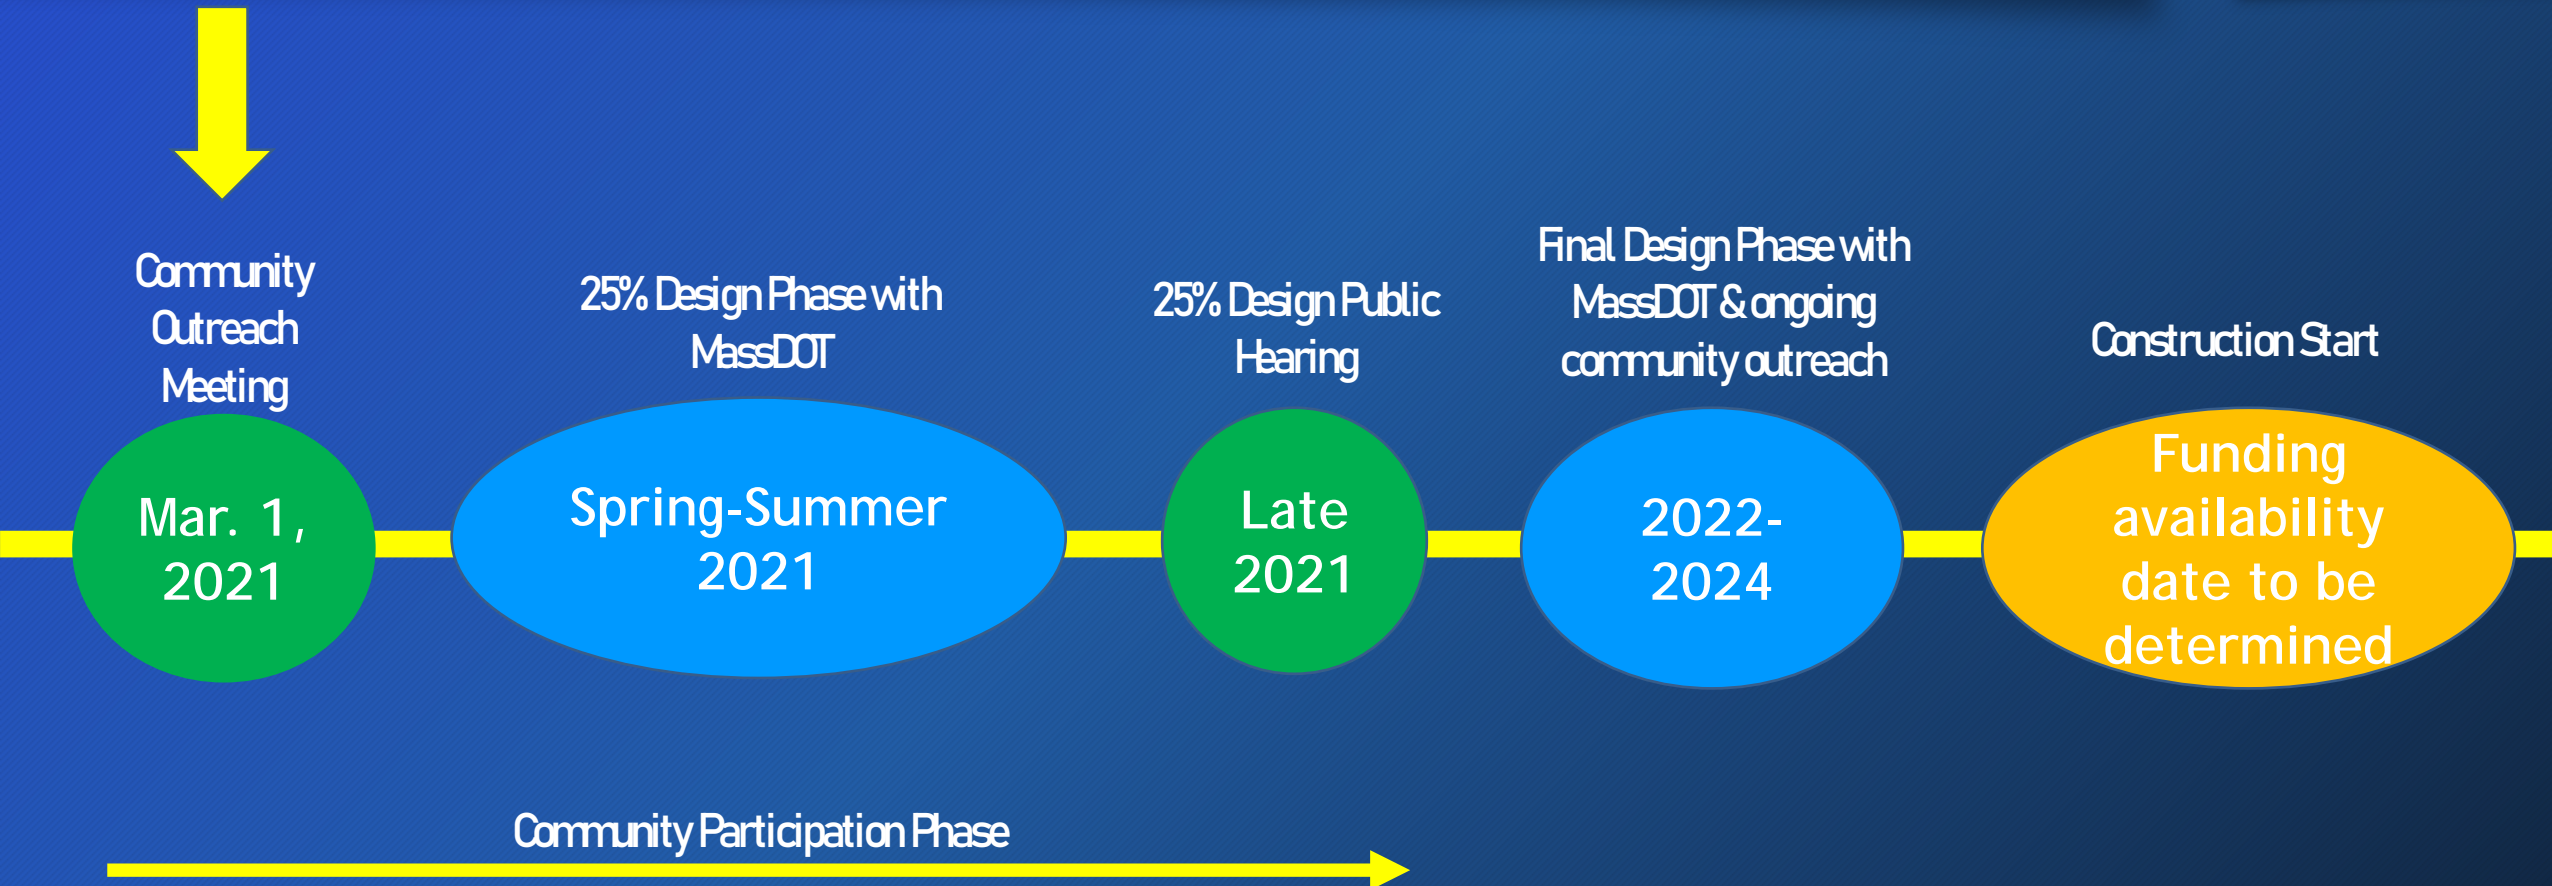 Community
Outreach
Meeting
Mar. 1,
2021
25% Design Phase with
MassDOT
Spring-Summer
2021
25% Design Public
Hearing
Late
2021
Final Design Phase with
MassDOT & ongoing
community outreach
2022-
2024
Construction Start
Funding
availability
date to be
determined
Community Participation Phase